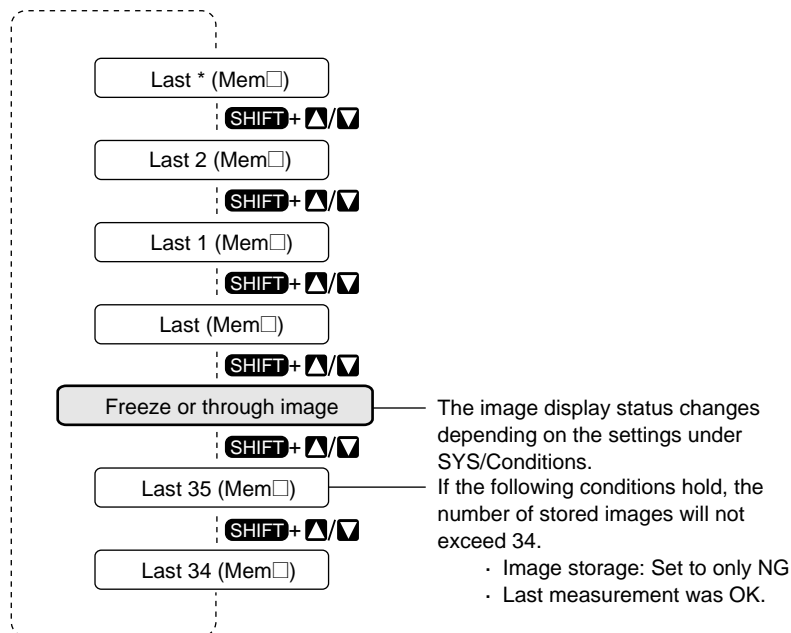 Last * (Mem□)
SHIFT+▲/▼
Last 2 (Mem□)
SHIFT+▲/▼
Last 1 (Mem□)
SHIFT+▲/▼
Last (Mem□)
SHIFT+▲/▼
Freeze or through image
The image display status changes
depending on the settings under
SYS/Conditions.
SHIFT+▲/▼
Last 35 (Mem□)
If the following conditions hold, the
number of stored images will not
exceed 34.
· Image storage: Set to only NG
· Last measurement was OK.
SHIFT+▲/▼
Last 34 (Mem□)